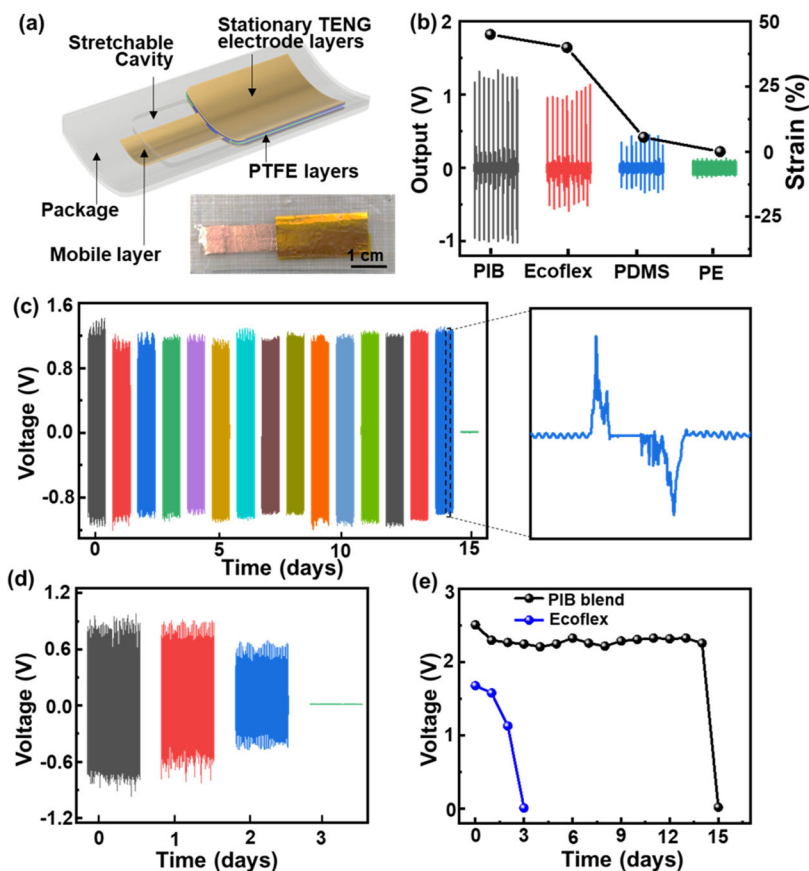 (a)
Stretchable
Cavity
Stationary TENG
electrode layers
PTFE layers
Package
Mobile layer
1 cm
(b)
Output (V)
2
1
0
-1
50
25
0
-25
Strain (%)
PIB Ecoflex PDMS PE
(c)
Voltage (V)
1.6
1.2
0.8
0.0
-0.8
0 5 10 15
Time (days)
(d)
Voltage (V)
1.2
0.6
0.0
-0.6
-1.2
0 1 2 3
Time (days)
(e)
PIB blend
Ecoflex
Voltage (V)
3
2
1
0
0 3 6 9 12 15
Time (days)